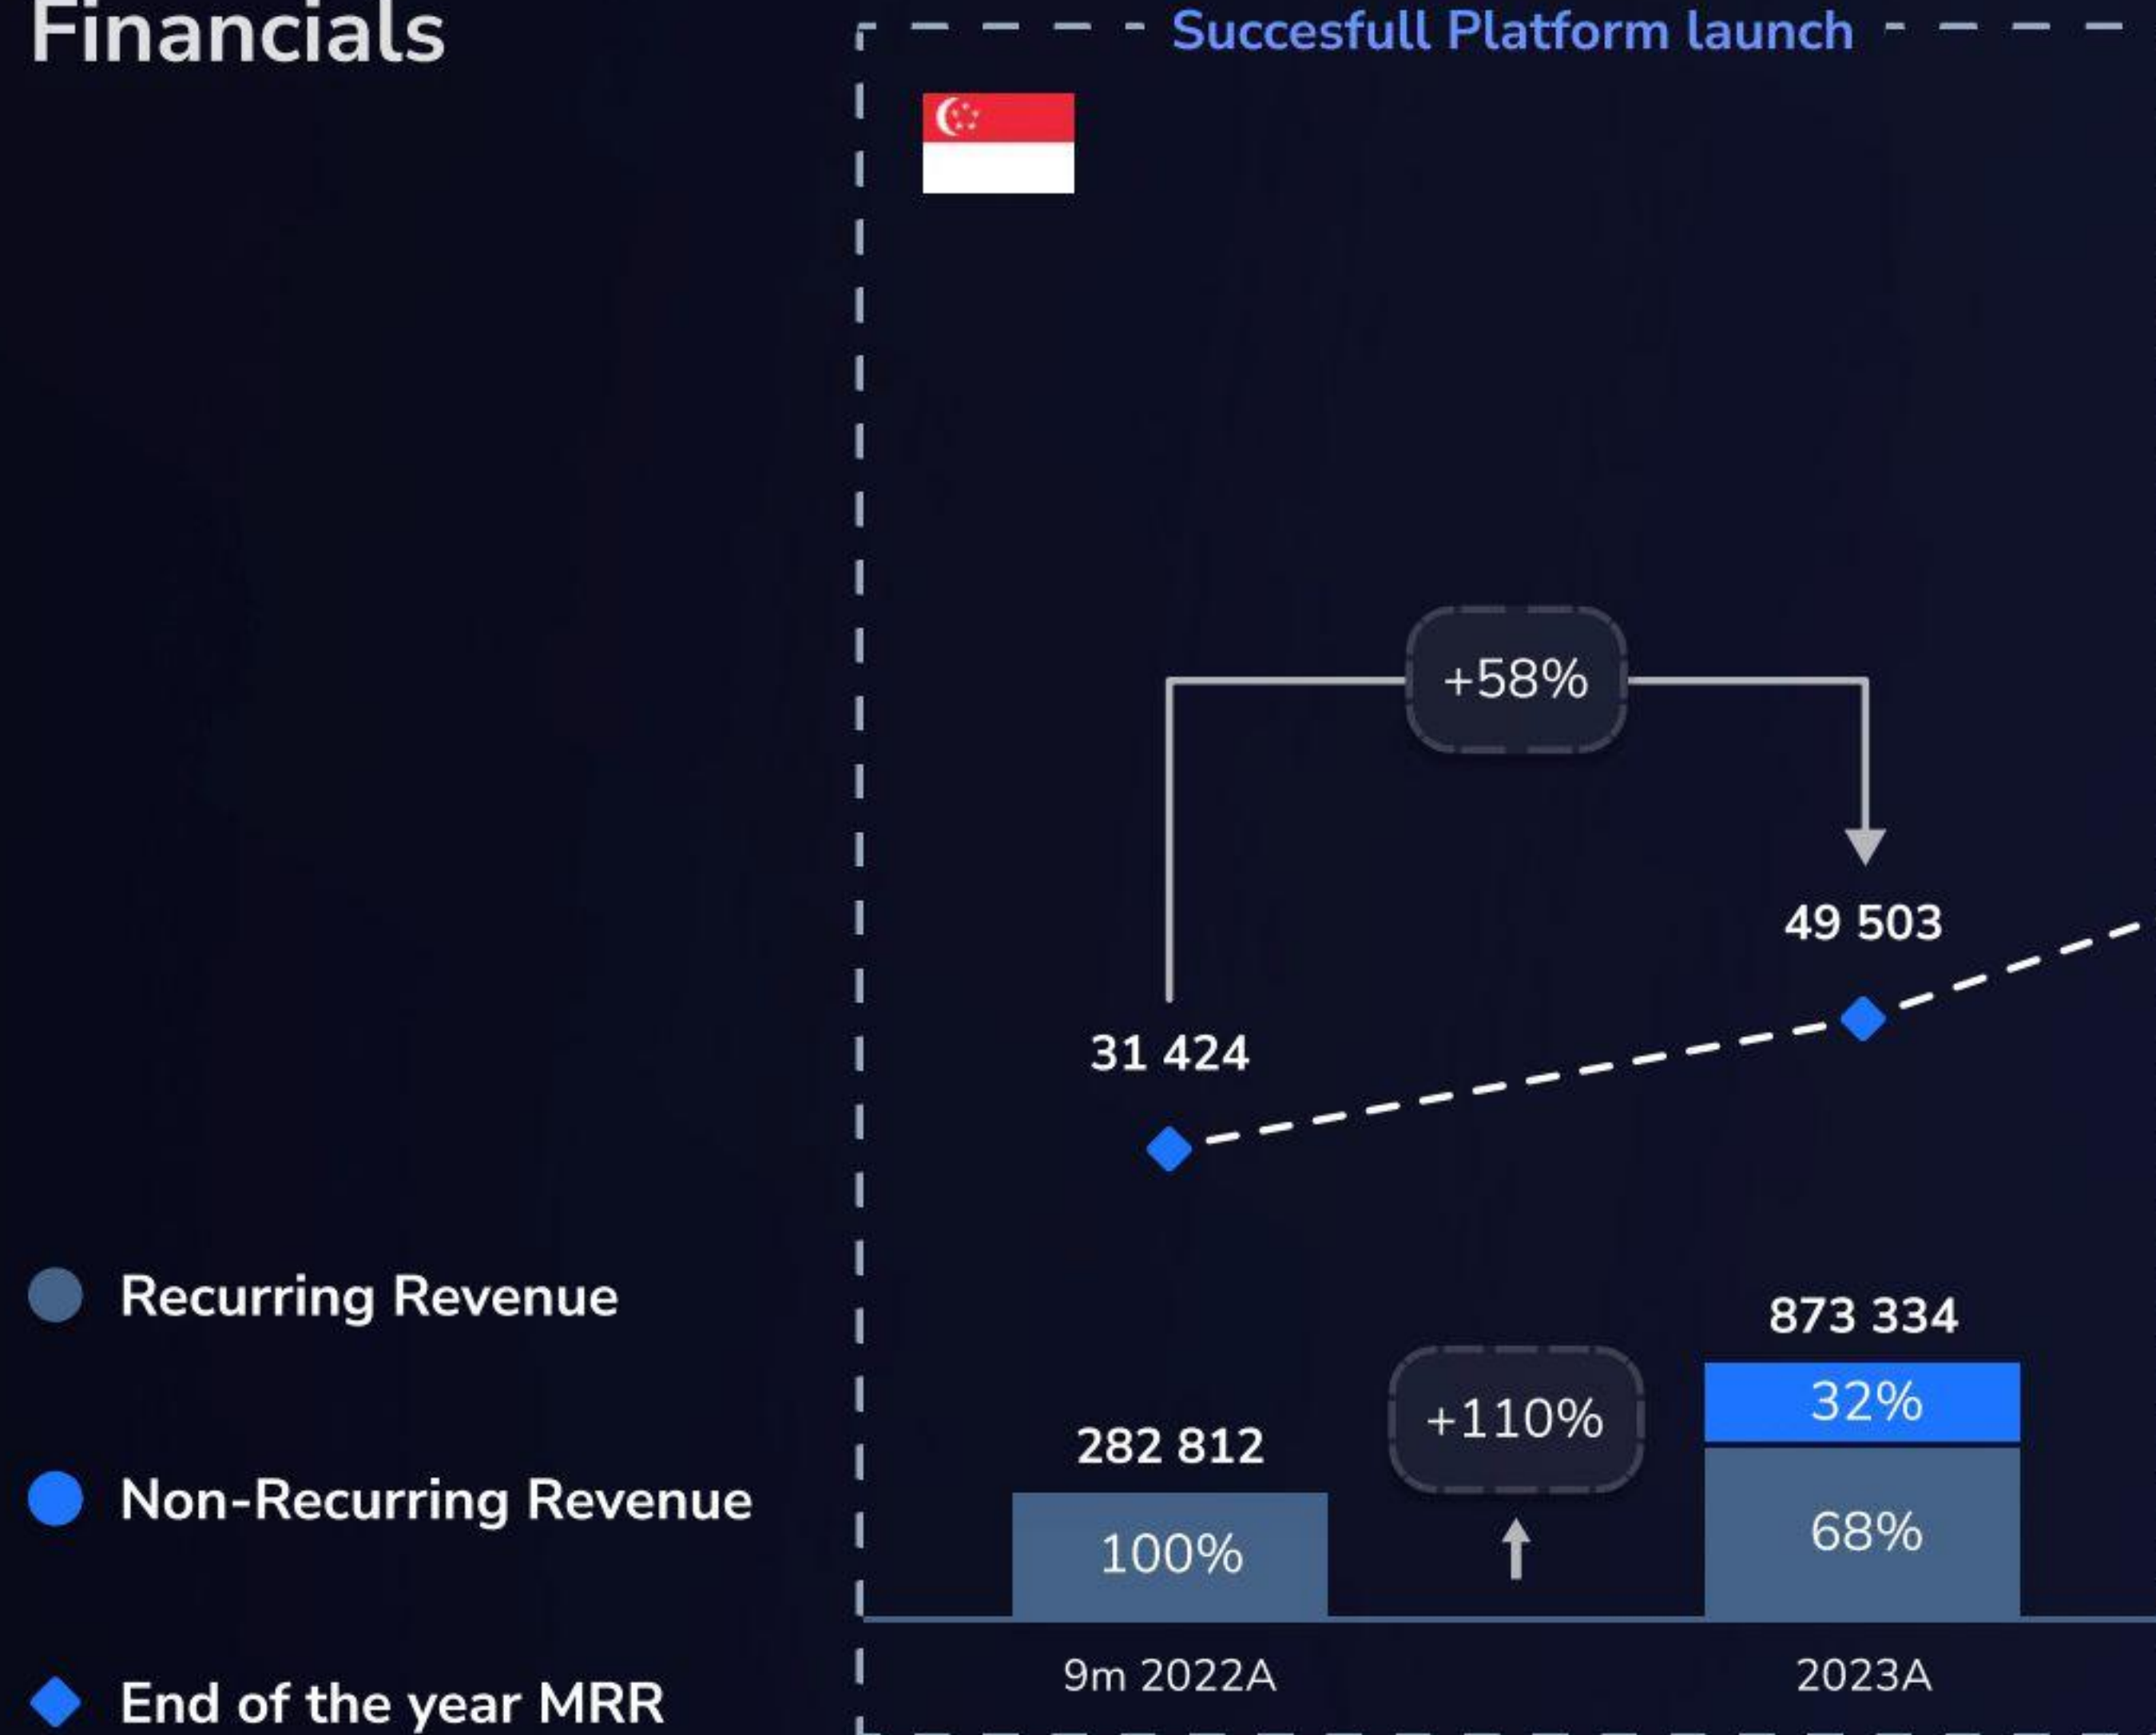 Financials
Succesfull Platform launch
+58%
49 503
31 424
Recurring Revenue
873 334
32%
+110%
282 812
Non-Recurring Revenue
68%
100%
9m 2022A
2023A
End of the year MRR